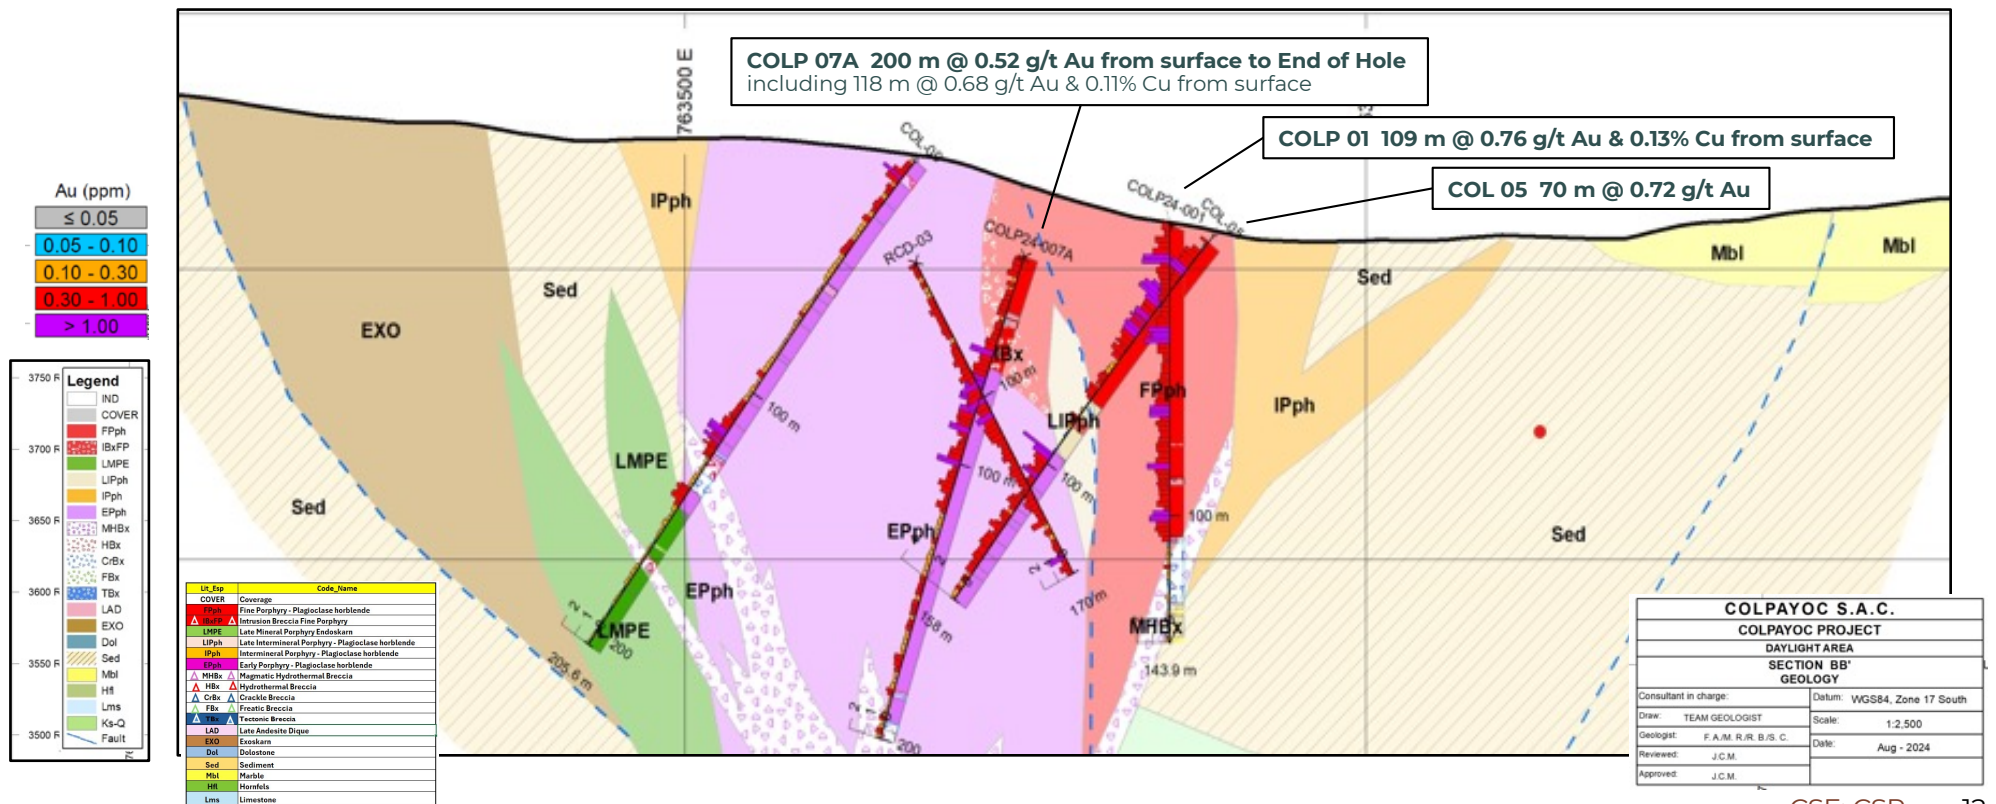 COLP 07A 200 m @ 0.52 g/t Au from surface to End of Hole
including 118 m @ 0.68 g/t Au & 0.11% Cu from surface
COLP 01 109 m @ 0.76 g/t Au & 0.13% Cu from surface
COL 05 70 m @ 0.72 g/t Au
763500 E
COLP24-001
RCD-03
COLP24-007A
Au (ppm)
≤ 0.05
0.05 - 0.10
0.10 - 0.30
0.30 - 1.00
> 1.00
IPph
Sed
EXO
Sed
Mbl
Mbl
FPph
LIPph
IPph
LMPE
Sed
EPph
EPph
Sed
LMPE
MHBx
100 m
100 m
100 m
100 m
100 m
200
205.6 m
158 m
170 m
143.9 m
200
3750
3700
3650
3600
3550
3500
Legend
IND
COVER
FPph
IBxFP
LMPE
LIPph
IPph
EPph
MHBx
HBx
CrBx
FBx
TBx
LAD
EXO
Dol
Sed
Mbl
Hfl
Lms
Ks-Q
Fault
Lit_Esp Code_Name
COVER Coverage
FPph Fine Porphyry - Plagioclase horblende
IBxFP Intrusion Breccia Fine Porphyry
LMPE Late Mineral Porphyry Endoskarn
LIPph Late Intermineral Porphyry - Plagioclase horblende
IPph Intermineral Porphyry - Plagioclase horblende
EPph Early Porphyry - Plagioclase horblende
MHBx Magmatic Hydrothermal Breccia
HBx Hydrothermal Breccia
CrBx Crackle Breccia
FBx Freatic Breccia
TBx Tectonic Breccia
LAD Late Andesite Dique
EXO Exoskarn
Dol Dolostone
Sed Sediment
Mbl Marble
Hfl Hornfels
Lms Limestone
COLPAYOC S.A.C.
COLPAYOC PROJECT
DAYLIGHT AREA
SECTION BB'
GEOLOGY
Consultant in charge:
Datum: WGS84, Zone 17 South
Draw: TEAM GEOLOGIST
Scale: 1:2,500
Geologist: F. A./M. R./R. B./S. C.
Date: Aug - 2024
Reviewed: J.C.M.
Approved: J.C.M.